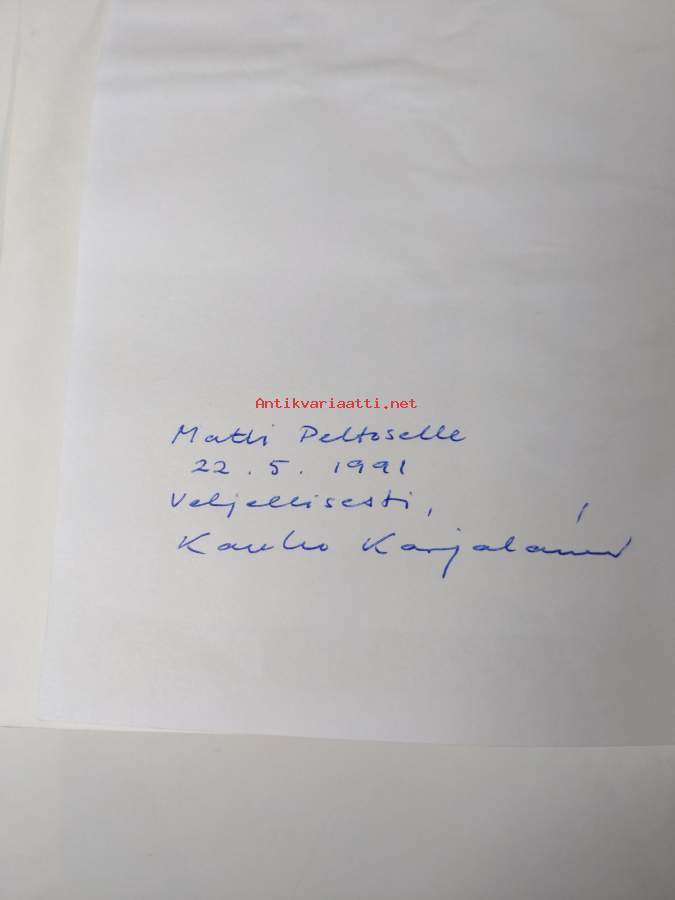 Antikvariaatti.net
Matti Peltoselle
22.5.1991
Veljellisesti,
Kauko Karjalainen